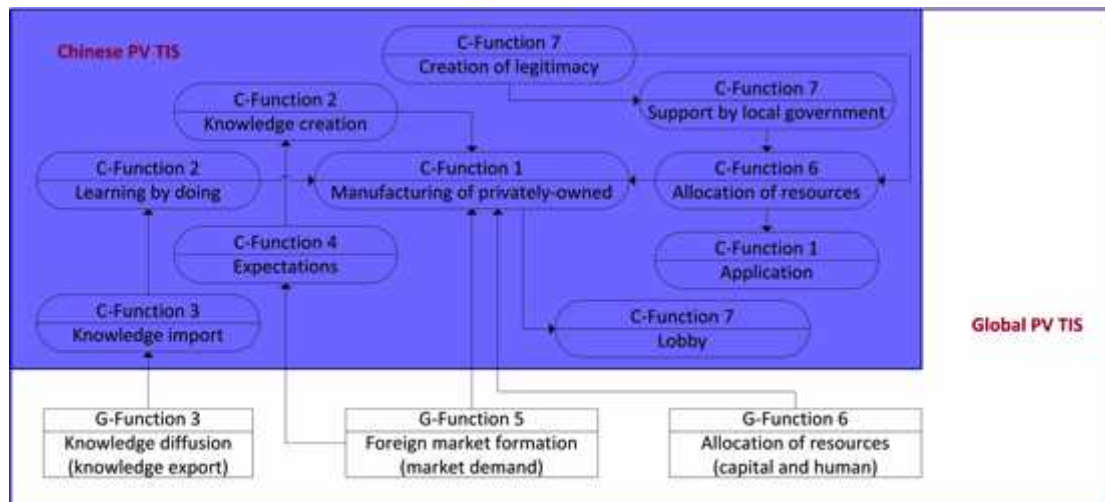 Chinese PV TIS
C-Function 7
Creation of legitimacy
C-Function 7
Support by local government
C-Function 2
Knowledge creation
C-Function 2
Learning by doing
C-Function 1
Manufacturing of privately-owned
C-Function 6
Allocation of resources
C-Function 4
Expectations
C-Function 1
Application
C-Function 3
Knowledge import
C-Function 7
Lobby
Global PV TIS
G-Function 3
Knowledge diffusion
(knowledge export)
G-Function 5
Foreign market formation
(market demand)
G-Function 6
Allocation of resources
(capital and human)